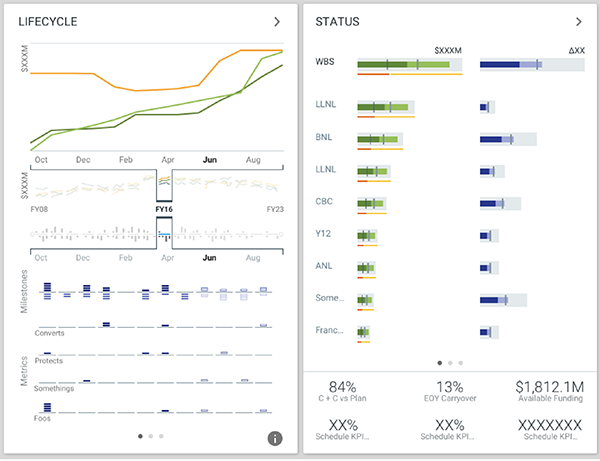 LIFECYCLE
$XXXM
Oct Dec Feb Apr Jun Aug
$XXXM
FY08 FY16 FY23
Oct Dec Feb Apr Jun Aug
Milestones
Converts
Protects
Metrics
Somethings
Foos
STATUS
$XXXM ΔXX
WBS
LLNL
BNL
LLNL
CBC
Y12
ANL
Some...
Franc...
84% 13% $1,812.1M
C + C vs Plan EOY Carryover Available Funding
XX% XX% XXXXXXX
Schedule KPI... Schedule KPI... Schedule KPI...